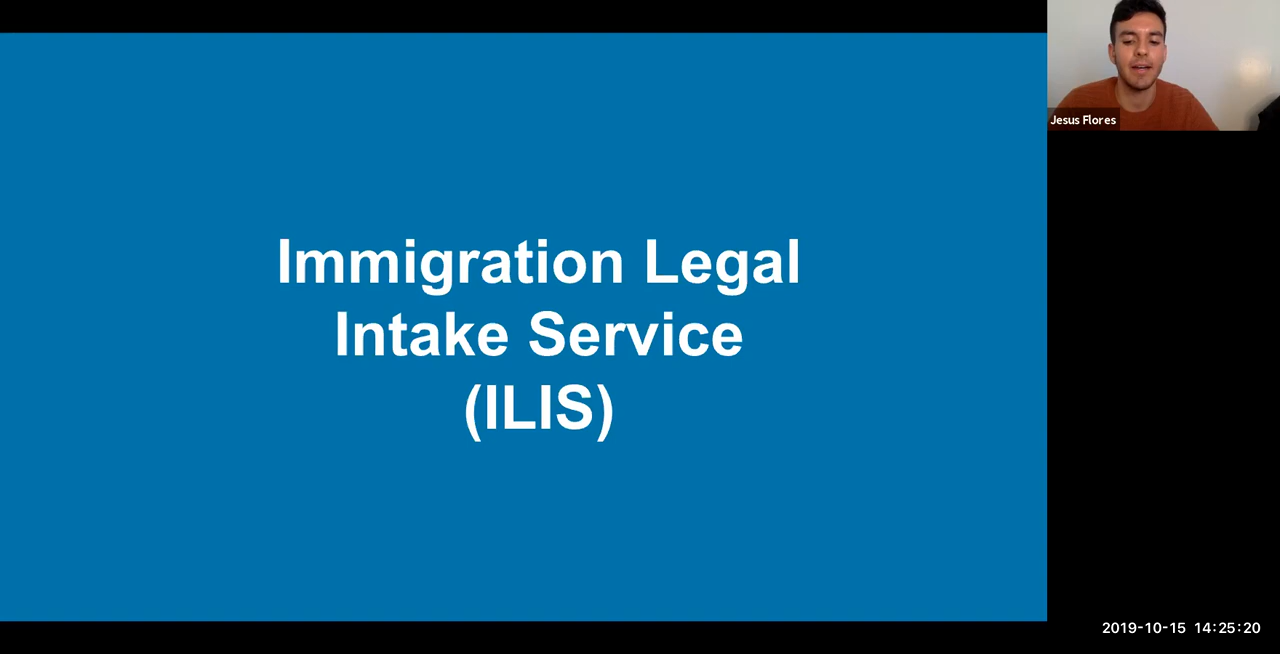 Jesus Flores
Immigration Legal
Intake Service
(ILIS)
2019-10-15 14:25:20